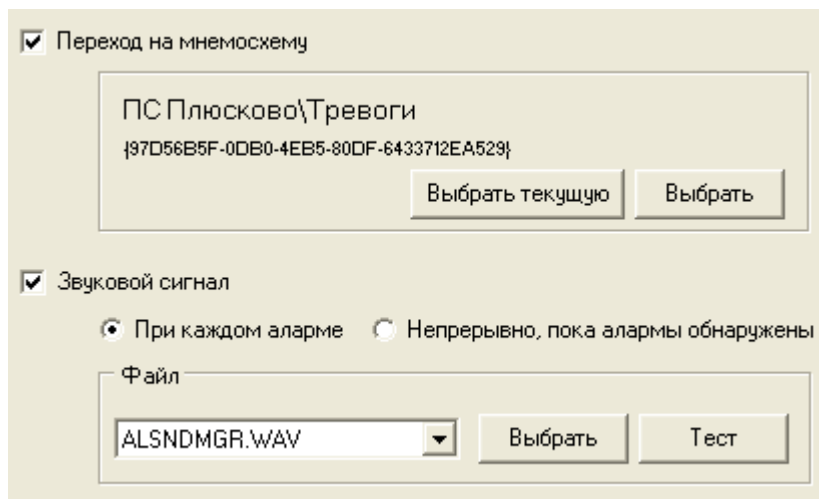 Переход на мнемосхему
ПС Плюсково\Тревоги
{97D56B5F-0DB0-4EB5-80DF-6433712EA529}
Выбрать текущую Выбрать
Звуковой сигнал
При каждом аларме Непрерывно, пока алармы обнаружены
Файл
ALSNDMGR.WAV Выбрать Тест